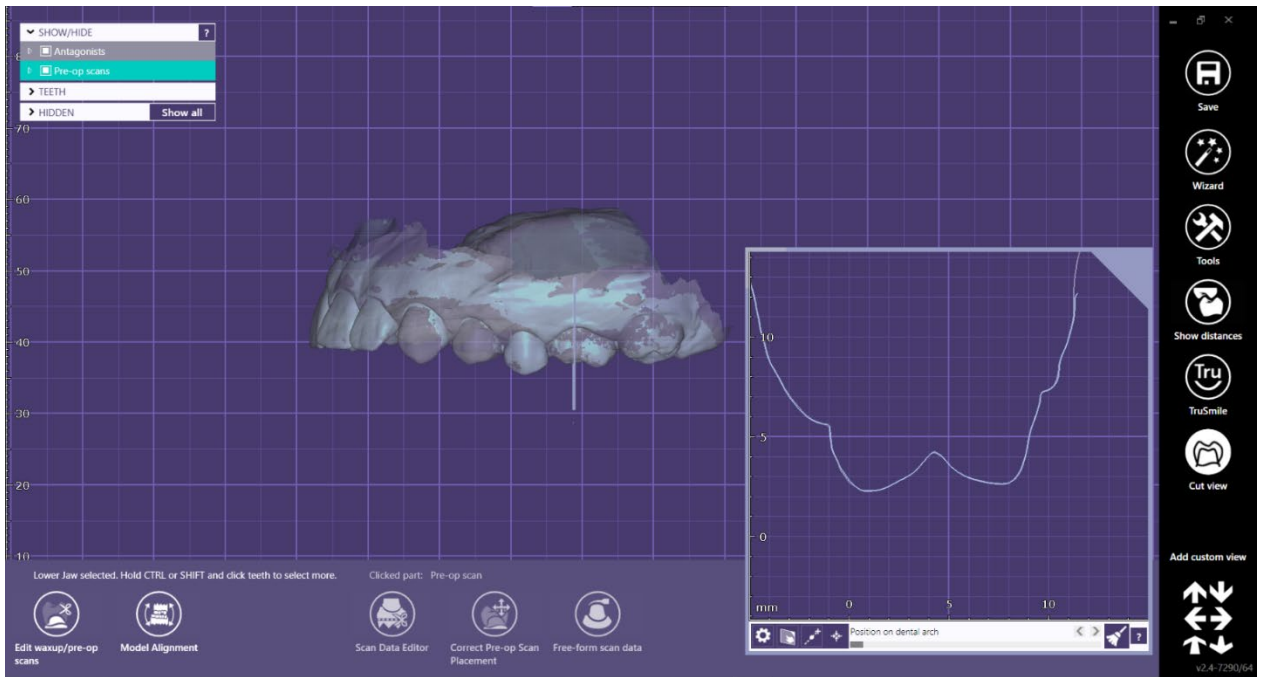 SHOW/HIDE
?
Antagonists
Pre-op scans
TEETH
HIDDEN
Show all
70
60
50
40
30
20
10
Save
Wizard
Tools
Show distances
Tru
TruSmile
Cut view
Add custom view
v2.4-7290/64
10
5
0
mm
0
5
10
Position on dental arch
?
Lower Jaw selected. Hold CTRL or SHIFT and click teeth to select more.
Clicked part: Pre-op scan
Edit waxup/pre-op
scans
Model Alignment
Scan Data Editor
Correct Pre-op Scan
Placement
Free-form scan data